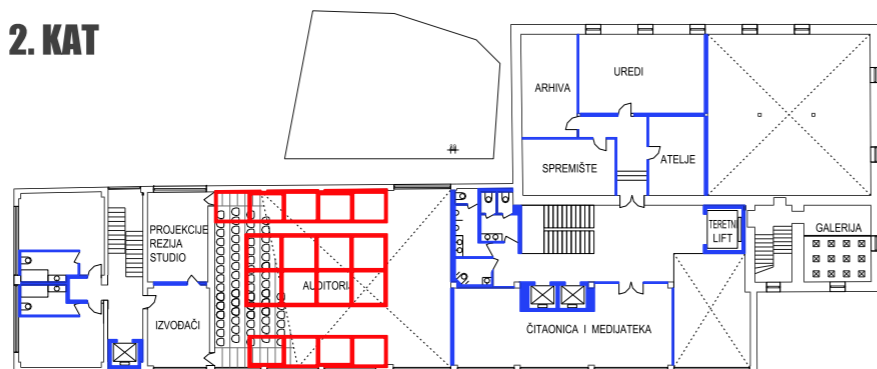 2. KAT
ARHIVA
UREDI
SPREMIŠTE
ATELJE
PROJEKCIJE
REZIJA
STUDIO
TERETNI
LIFT
GALERIJA
AUDITORIJ
IZVOĐAČI
ČITAONICA I MEDIJATEKA